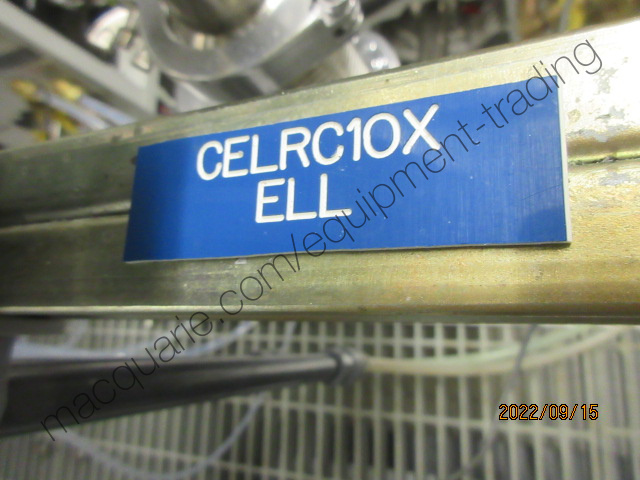 CELRC10X
ELL
macquarie.com/equipment-trading
2022/09/15